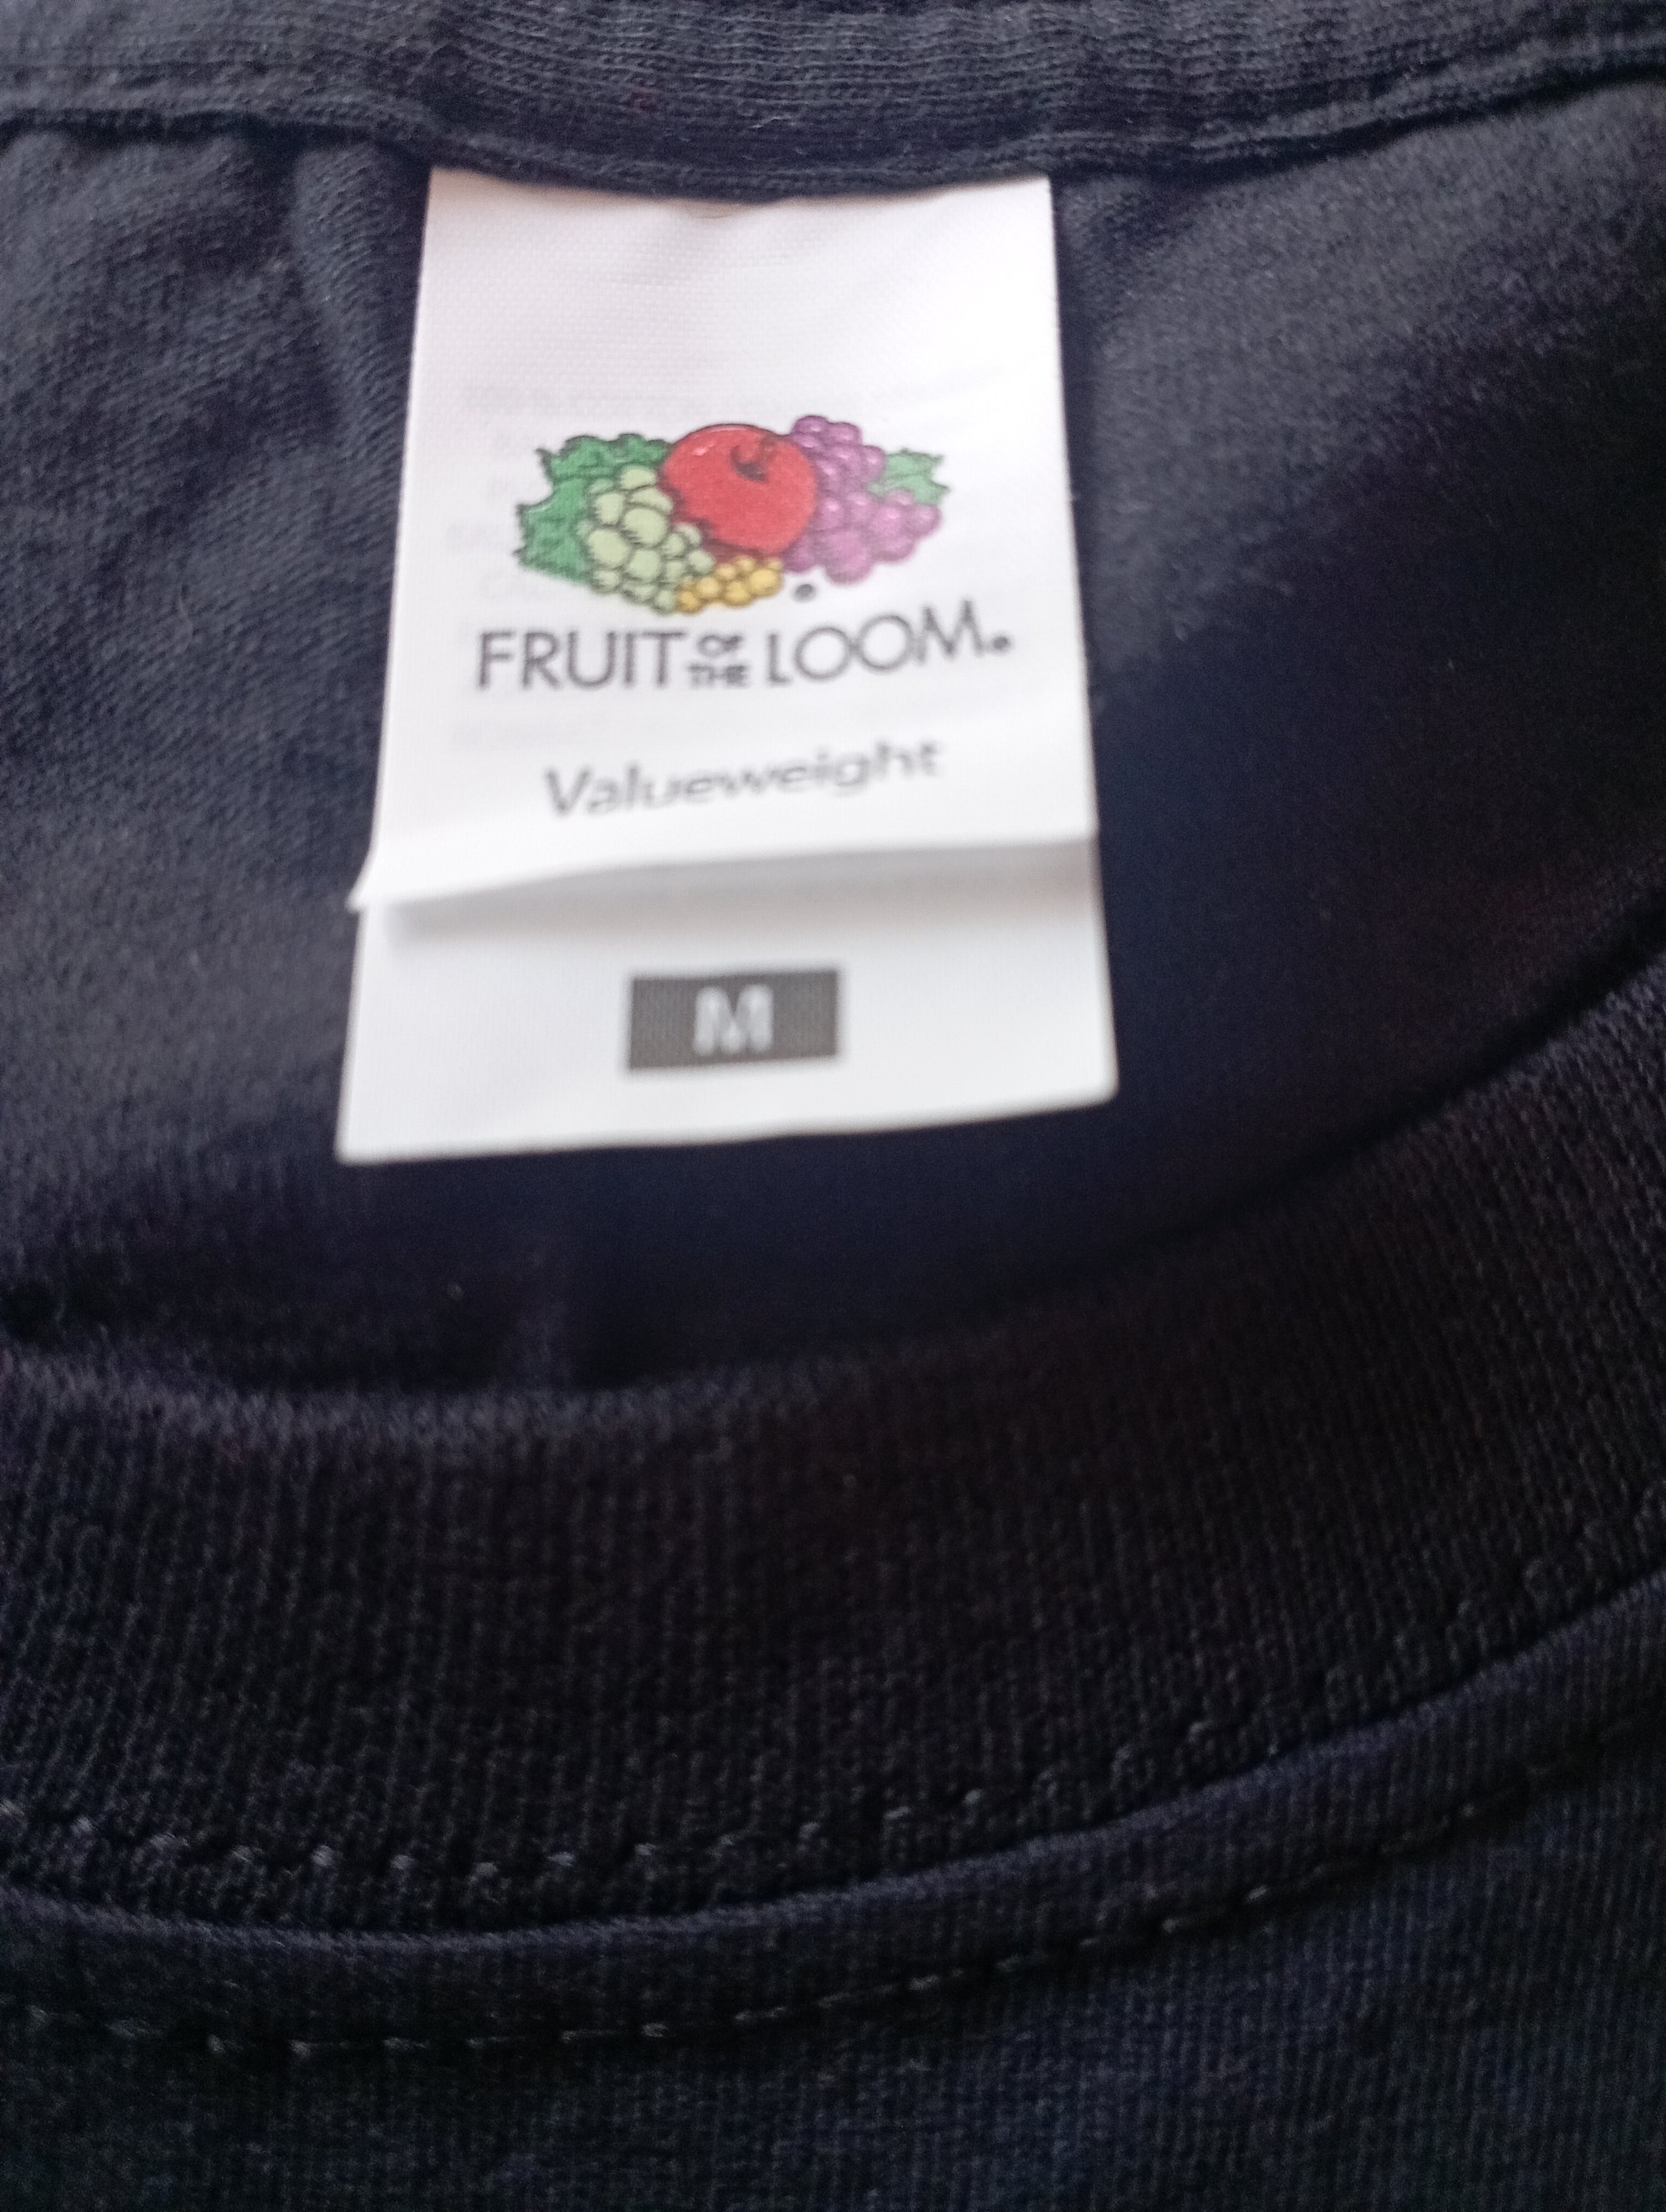 FRUIT OF THE LOOM®
Valueweight
M